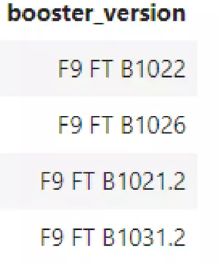 booster_version
F9 FT B1022
F9 FT B1026
F9 FT B1021.2
F9 FT B1031.2